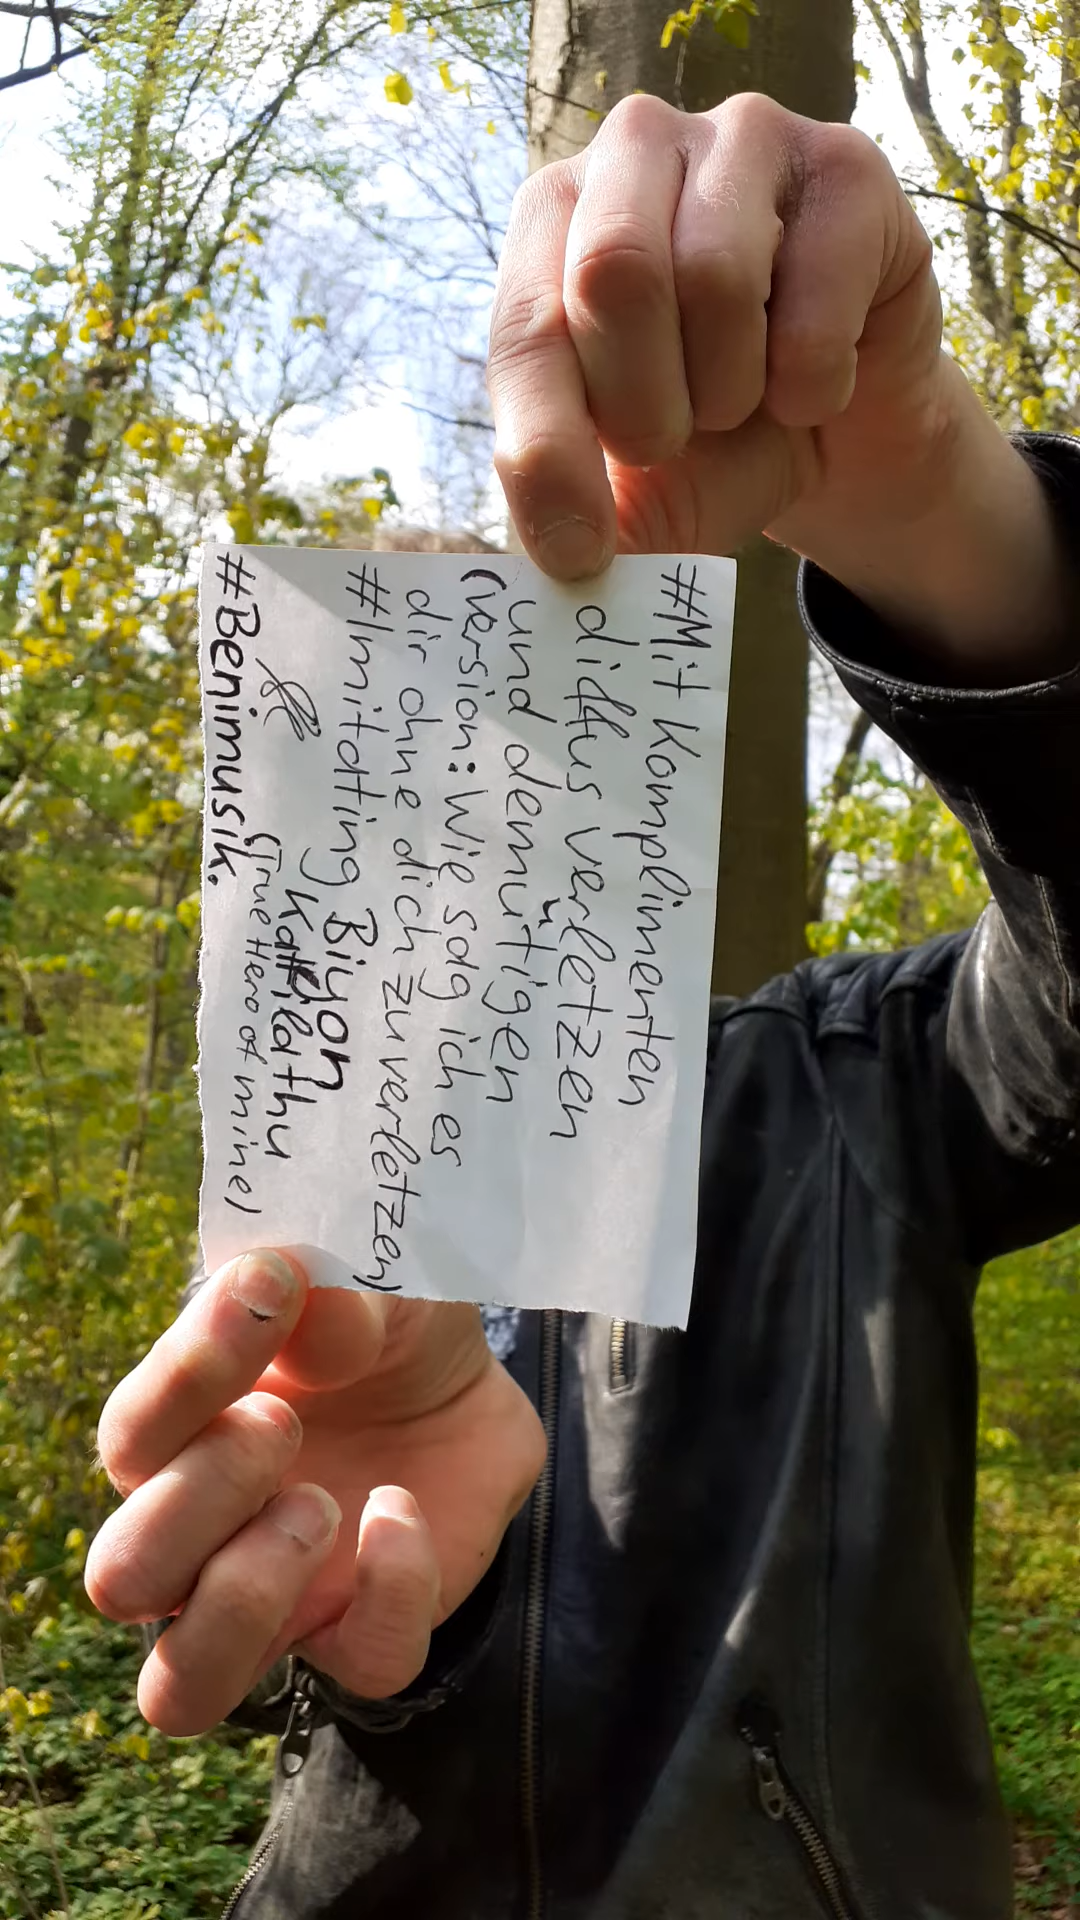 #Mit Komplimenten
diffus verletzen
und demütigen
(Version: Wie sag ich es
dir ohne dich zu verletzen)
#Imitating Biyon
Kattilathu
(True Hero of mine)
#Benimusik.